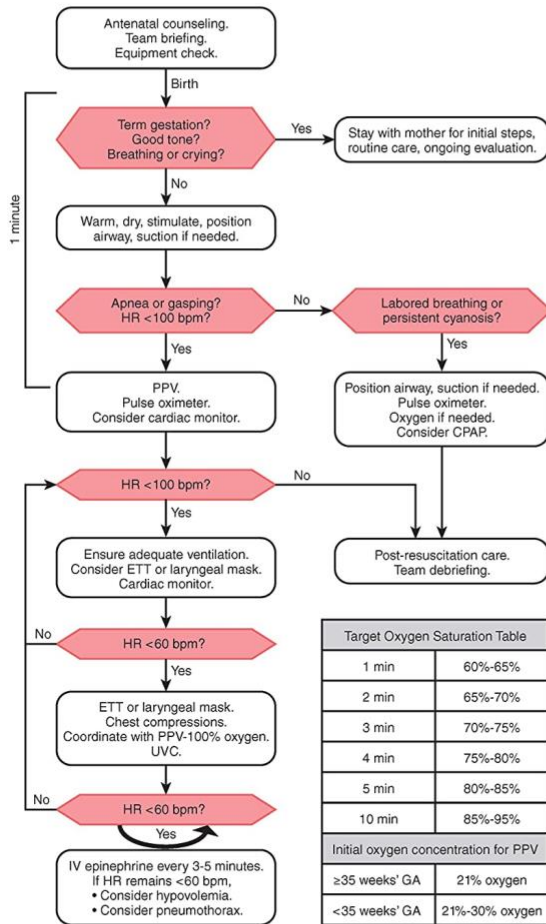 Antenatal counseling.
Team briefing.
Equipment check.
Birth
1 minute
Term gestation?
Good tone?
Breathing or crying?
Yes
Stay with mother for initial steps,
routine care, ongoing evaluation.
No
Warm, dry, stimulate, position
airway, suction if needed.
Apnea or gasping?
HR <100 bpm?
No
Labored breathing or
persistent cyanosis?
Yes
Yes
PPV.
Pulse oximeter.
Consider cardiac monitor.
Position airway, suction if needed.
Pulse oximeter.
Oxygen if needed.
Consider CPAP.
HR <100 bpm?
No
Yes
Ensure adequate ventilation.
Consider ETT or laryngeal mask.
Cardiac monitor.
Post-resuscitation care.
Team debriefing.
No
HR <60 bpm?
Yes
ETT or laryngeal mask.
Chest compressions.
Coordinate with PPV-100% oxygen.
UVC.
No
HR <60 bpm?
Yes
IV epinephrine every 3-5 minutes.
If HR remains <60 bpm,
• Consider hypovolemia.
• Consider pneumothorax.
Target Oxygen Saturation Table
1 min 60%-65%
2 min 65%-70%
3 min 70%-75%
4 min 75%-80%
5 min 80%-85%
10 min 85%-95%
Initial oxygen concentration for PPV
≥35 weeks' GA 21% oxygen
<35 weeks' GA 21%-30% oxygen